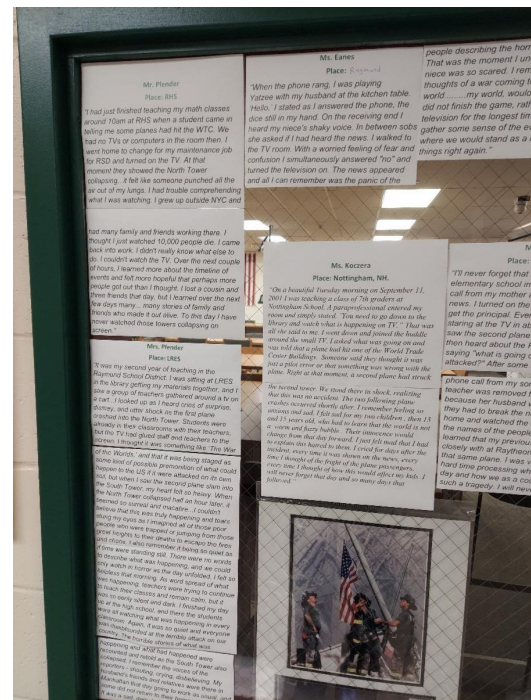 Mr. Plender
Place: RHS
"I had just finished teaching my math classes
around 10am at RHS when a student came in
telling me some planes had hit the WTC. We
had no TVs or computers in the room then. I
went home to change for my maintenance job
for RSD and turned on the TV. At that
moment they showed the North Tower
collapsing...it felt like someone punched all the
air out of my lungs. I had trouble comprehending
what I was watching. I grew up outside NYC and
had many family and friends working there. I
thought I just watched 10,000 people die. I came
back into work. I didn't really know what else to
do. I couldn't watch the TV. Over the next couple
of hours, I learned more about the timeline of
events and felt more hopeful that perhaps more
people got out than I thought. I lost a cousin and
three friends that day, but I learned over the next
few days many... many stories of family and
friends who made it out alive. To this day I have
never watched those towers collapsing on
screen."
Mrs. Plender
Place: LRES
"It was my second year of teaching in the
Raymond School District. I was sitting at LRES
in the library getting my materials together, and I
saw a group of teachers gathered around a tv on
a cart. I looked up as I heard cries of surprise,
dismay, and utter shock as the first plane
crashed into the North Tower. Students were
already in their classrooms with their teachers,
but the TV had glued staff and teachers to the
screen. I thought it was something like 'The War
of the Worlds,' and that it was being staged as
some kind of possible premonition of what could
happen to the US if it were attacked on its own
soil, but when I saw the second plane slam into
the South Tower, my heart fell so heavy. When
the North Tower collapsed an hour later, it
seemed so surreal and macabre...I couldn't
believe that this was truly happening and tears
stung my eyes as I imagined all of those poor
people who were trapped or jumping from those
great heights to their deaths to escape the fires
and chaos. I also remember it being so quiet as
if time were standing still. There were no words
to describe what was happening, and we could
only watch in horror as the day unfolded. I felt so
helpless that morning. As word spread of what
was happening, teachers were trying to continue
to teach their classes and remain calm, but it
was so eerily silent and dark. I finished my day
up at the high school, and there the students
were all watching what was happening in every
classroom. Again, it was so quiet and everyone
was dumbfounded at the terrible attack on our
country. The horrible stories of what was
happening and what had happened were
recounted and retold as the South Tower also
collapsed. I remember the voices of the
reporters - shouting, crying, disbelieving. My
husband's friends and relatives were there in
Manhattan that day going to work as usual, and
some did not return to their
It was a sad day
Ms. Eanes
Place: Raymond
"When the phone rang, I was playing
Yatzee with my husband at the kitchen table.
'Hello,' I stated as I answered the phone, the
dice still in my hand. On the receiving end I
heard my niece's shaky voice. In between sobs
she asked if I had heard the news. I walked to
the TV room. With a worried feeling of fear and
confusion I simultaneously answered "no" and
turned the television on. The news appeared
and all I can remember was the panic of the
people describing the hor
That was the moment I un
niece was so scared. I rem
thoughts of a war coming t
world.........my world, would
did not finish the game, rath
television for the longest tim
gather some sense of the e
where we would stand as a
things right again."
Ms. Koczera
Place: Nottingham, NH.
"On a beautiful Tuesday morning on September 11,
2001 I was teaching a class of 7th graders at
Nottingham School. A paraprofessional entered my
room and simply stated, "You need to go down to the
library and watch what is happening on TV." That was
all she said to me. I went down and joined the huddle
around the small TV. I asked what was going on and
was told that a plane had hit one of the World Trade
Center Buildings. Someone said they thought it was
just a pilot error or that something was wrong with the
plane. Right at that moment, a second plane had struck
the second tower. We stood there in shock, realizing
that this was no accident. The two following plane
crashes occurred shortly after. I remember feeling so
anxious and sad. I felt sad for my two children, then 15
and 13 years old, who had to learn that the world is not
a warm and fuzzy bubble. Their innocence would
change from that day forward. I just felt mad that I had
to explain this hatred to them. I cried for days after the
incident, every time it was shown on the news, every
time I thought of the fright of the plane passengers,
every time I thought of how this would affect my kids. I
will never forget that day and so many days that
followed."
M
Place:
"I'll never forget that
elementary school in
call from my mother
news. I turned on the
get the principal. Ever
staring at the TV in
saw the second plane
then heard about the
saying "what is going
attacked?" After some
phone call from my so
teacher was removed
because her husband
they had to break the n
home and watched the
the names of the people
learned that my previous
closely with at Raytheon
that same plane. I was
hard time processing wh
day and how we as a co
such a tragedy. I will nev